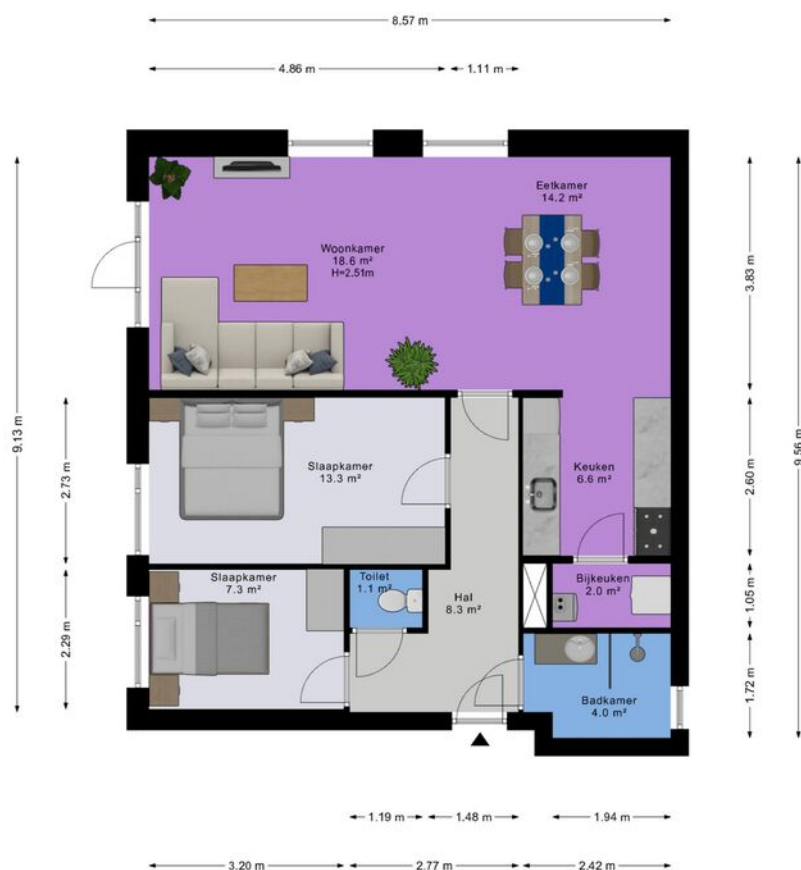 8.57 m
4.86 m
1.11 m
Eetkamer
14.2 m²
Woonkamer
18.6 m²
H=2.51m
3.83 m
9.13 m
9.56 m
2.73 m
Slaapkamer
13.3 m²
Keuken
6.6 m²
2.60 m
Slaapkamer
7.3 m²
Toilet
1.1 m²
Hal
8.3 m²
Bijkeuken
2.0 m²
1.05 m
2.29 m
Badkamer
4.0 m²
1.72 m
1.19 m
1.48 m
1.94 m
3.20 m
2.77 m
2.42 m